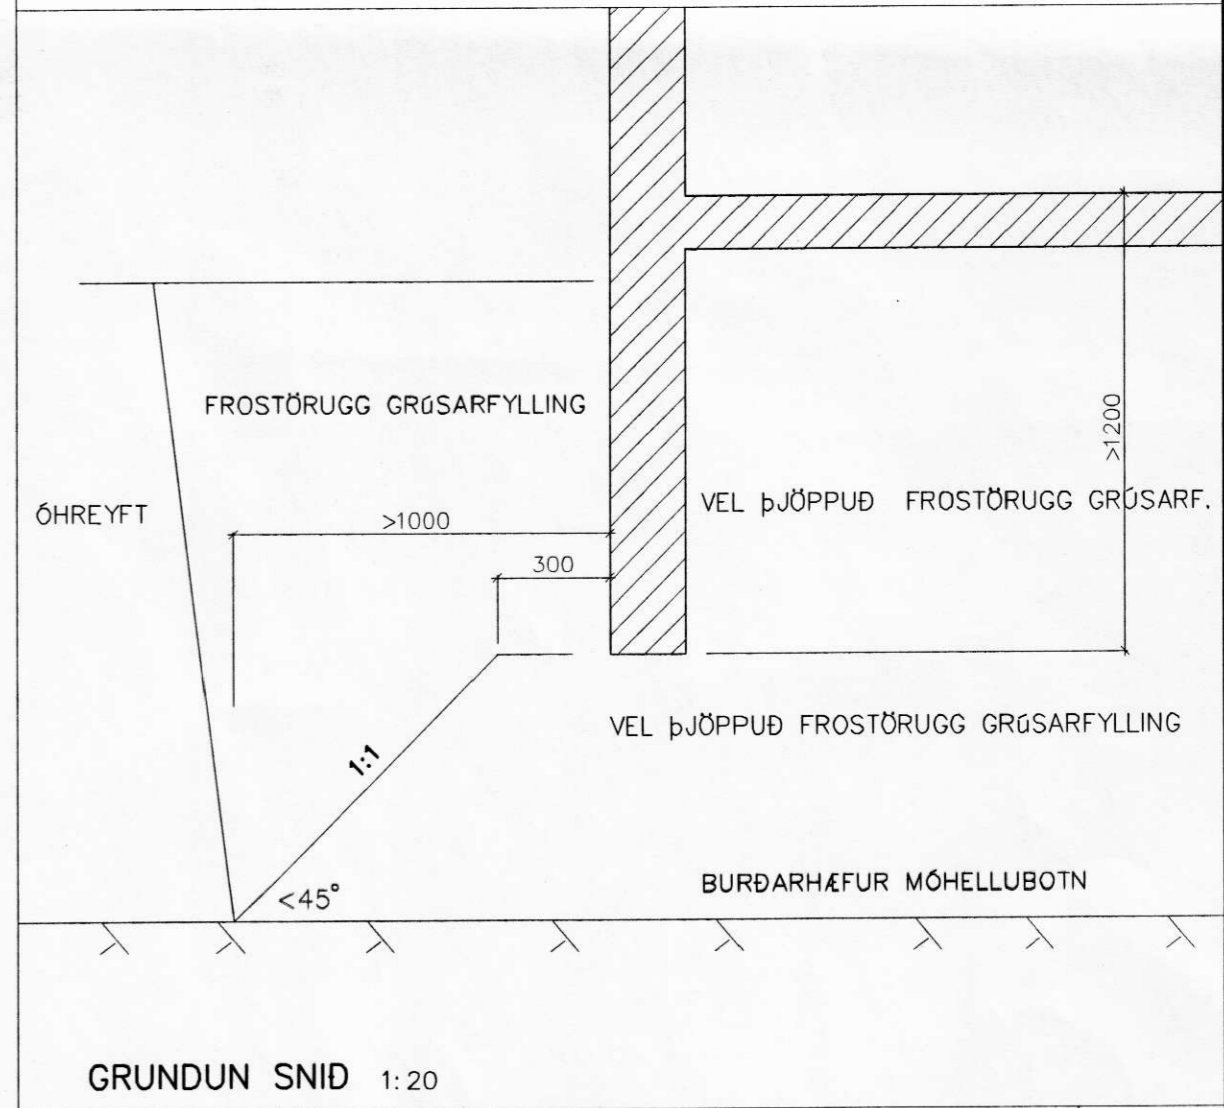 FROSTÖRUGG GRúSARFYLLING
>1200
ÓHREYFT
>1000
VEL þJÖPPUÐ FROSTÖRUGG GRÚSARF.
300
VEL þJÖPPUÐ FROSTÖRUGG GRúSARFYLLING
1:1
<45°
BURÐARHÆFUR MÓHELLUBOTN
GRUNDUN SNIÐ 1:20